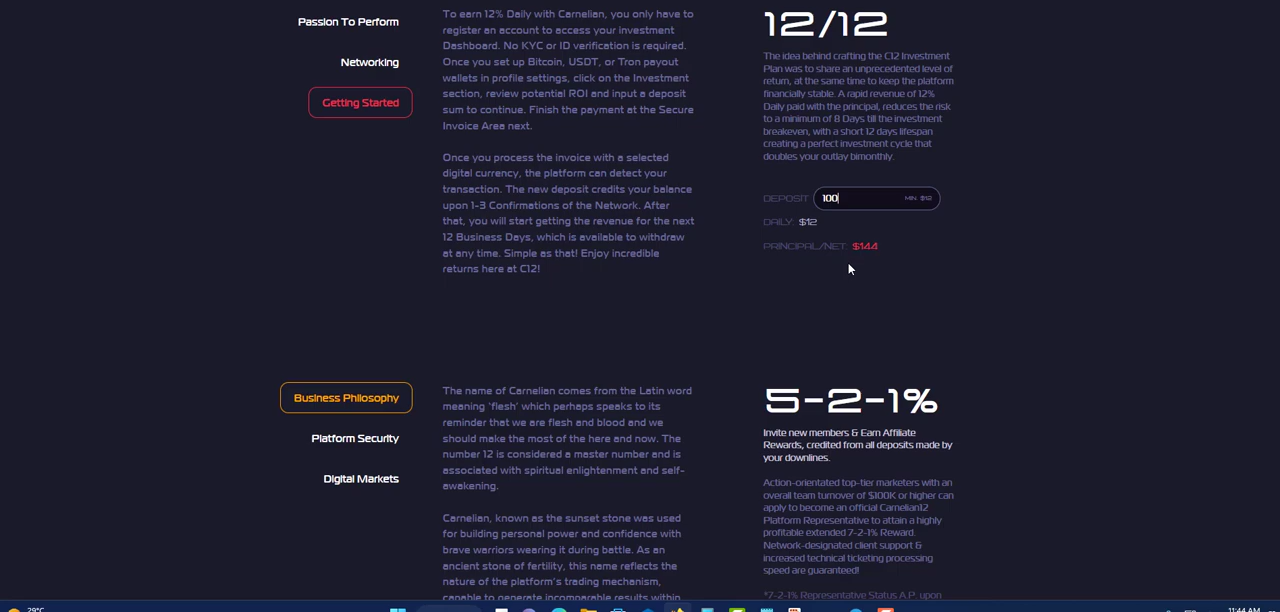 Passion To Perform
Networking
Getting Started
To earn 12% Daily with Carnelian, you only have to
register an account to access your investment
Dashboard. No KYC or ID verification is required.
Once you set up Bitcoin, USDT, or Tron payout
wallets in profile settings, click on the Investment
section, review potential ROI and input a deposit
sum to continue. Finish the payment at the Secure
Invoice Area next.
Once you process the invoice with a selected
digital currency, the platform can detect your
transaction. The new deposit credits your balance
upon 1-3 Confirmations of the Network. After
that, you will start getting the revenue for the next
12 Business Days, which is available to withdraw
at any time. Simple as that! Enjoy incredible
returns here at C12!
12/12
The idea behind crafting the C12 Investment
Plan was to share an unprecedented level of
return, at the same time to keep the platform
financially stable. A rapid revenue of 12%
Daily paid with the principal, reduces the risk
to a minimum of 8 Days till the investment
breakeven, with a short 12 days lifespan
creating a perfect investment cycle that
doubles your outlay bimonthly.
DEPOSIT 100 MIN: $12
DAILY: $12
PRINCIPAL/NET: $144
Business Philosophy
Platform Security
Digital Markets
The name of Carnelian comes from the Latin word
meaning 'flesh' which perhaps speaks to its
reminder that we are flesh and blood and we
should make the most of the here and now. The
number 12 is considered a master number and is
associated with spiritual enlightenment and self-
awakening.
Carnelian, known as the sunset stone was used
for building personal power and confidence with
brave warriors wearing it during battle. As an
ancient stone of fertility, this name reflects the
nature of the platform's trading mechanism,
capable to generate incomparable results within
5-2-1%
Invite new members & Earn Affiliate
Rewards, credited from all deposits made by
your downlines.
Action-orientated top-tier marketers with an
overall team turnover of $100K or higher can
apply to become an official Carnelian12
Platform Representative to attain a highly
profitable extended 7-2-1% Reward.
Network-designated client support &
increased technical ticketing processing
speed are guaranteed!
*7-2-1% Representative Status A.P. upon
29°C
11:44 AM